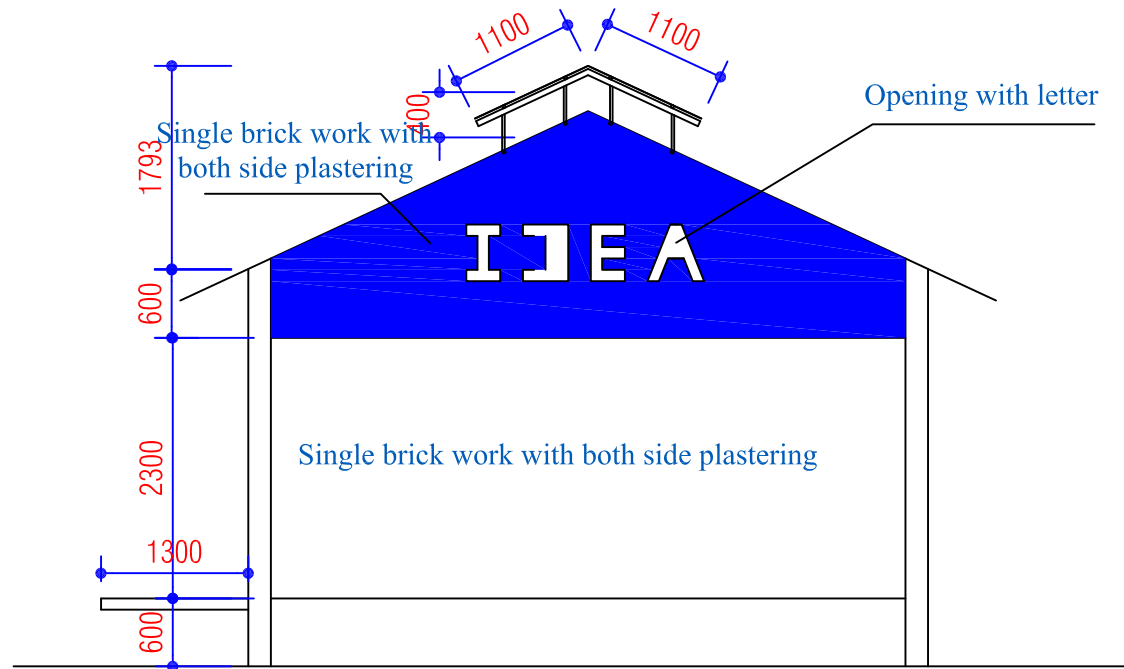 1100
1100
Opening with letter
400
Single brick work with
both side plastering
1793
IDEA
600
Single brick work with both side plastering
2300
1300
600